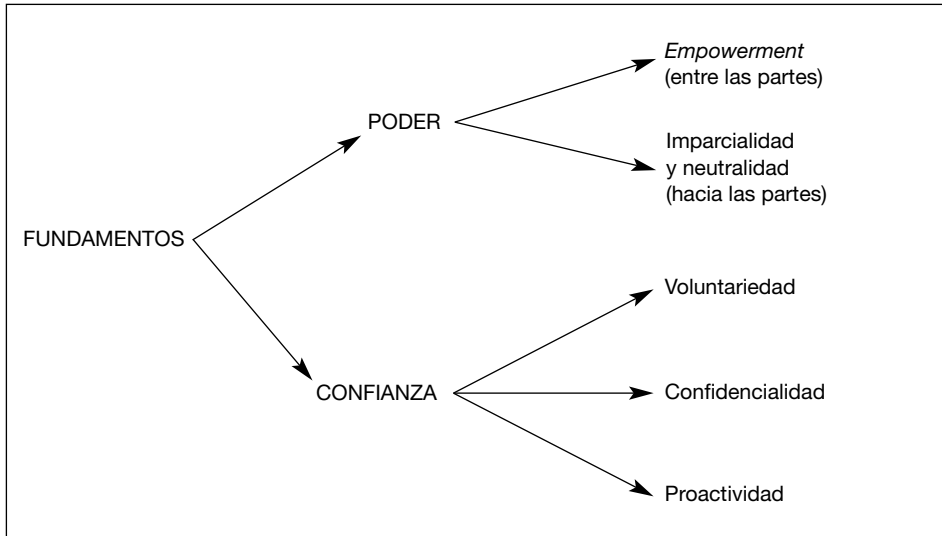 Empowerment
(entre las partes)
PODER
Imparcialidad
y neutralidad
(hacia las partes)
FUNDAMENTOS
Voluntariedad
CONFIANZA
Confidencialidad
Proactividad